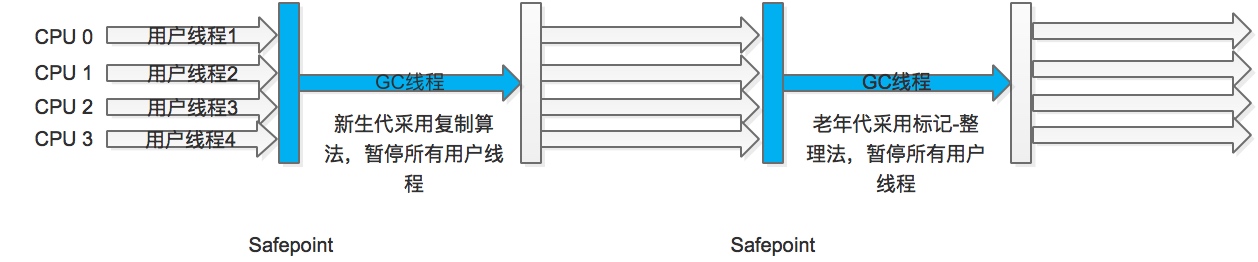 CPU 0 用户线程1
CPU 1 用户线程2
CPU 2 用户线程3
CPU 3 用户线程4
GC线程
新生代采用复制算
法，暂停所有用户线
程
GC线程
老年代采用标记-整
理法，暂停所有用户
线程
Safepoint
Safepoint